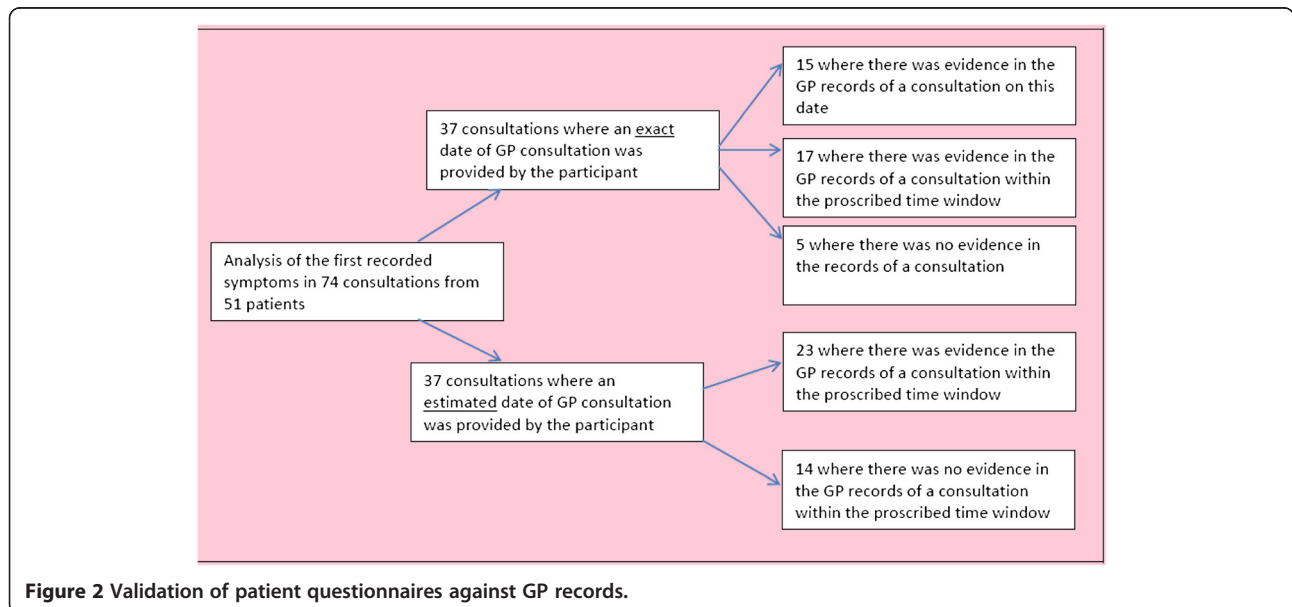 Analysis of the first recorded
symptoms in 74 consultations from
51 patients
37 consultations where an exact
date of GP consultation was
provided by the participant
15 where there was evidence in the
GP records of a consultation on this
date
17 where there was evidence in the
GP records of a consultation within
the proscribed time window
5 where there was no evidence in
the records of a consultation
37 consultations where an
estimated date of GP consultation
was provided by the participant
23 where there was evidence in the
GP records of a consultation within
the proscribed time window
14 where there was no evidence in
the GP records of a consultation
within the proscribed time window
Figure 2 Validation of patient questionnaires against GP records.